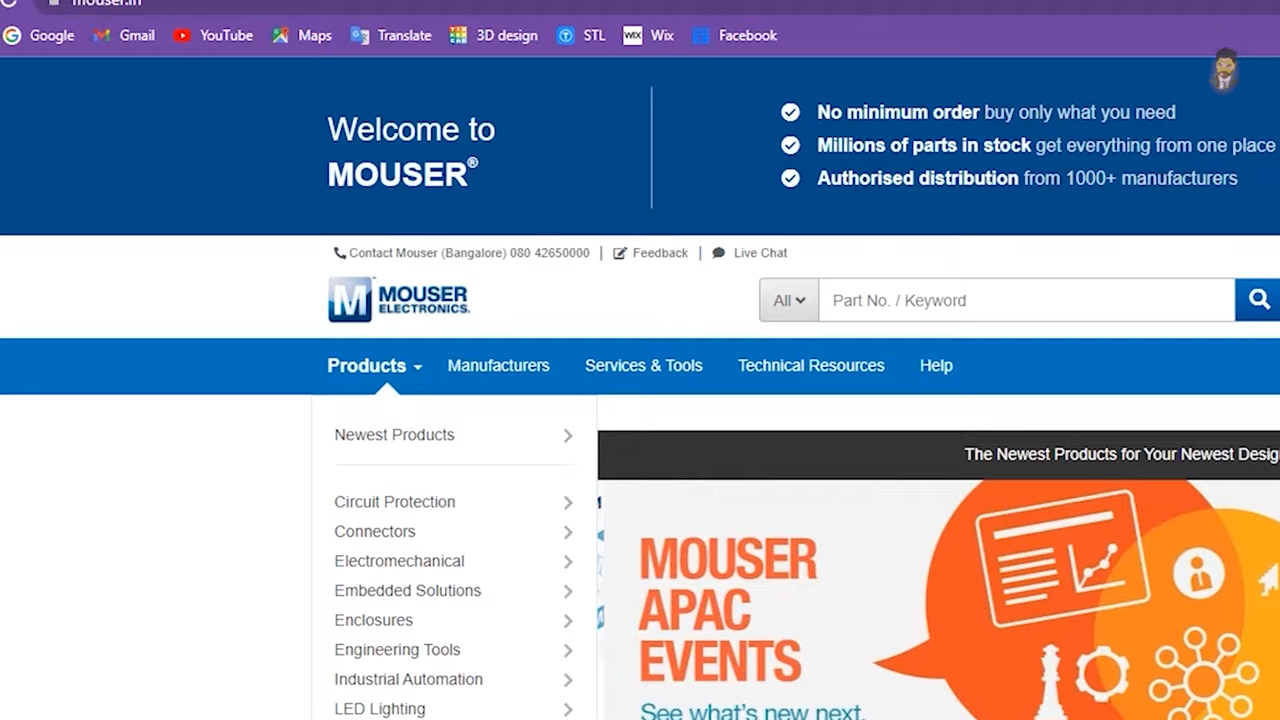 mouser.in
Google Gmail YouTube Maps Translate 3D design STL WIX Wix Facebook
Welcome to
MOUSER®
No minimum order buy only what you need
Millions of parts in stock get everything from one place
Authorised distribution from 1000+ manufacturers
Contact Mouser (Bangalore) 080 42650000 | Feedback | Live Chat
M MOUSER
ELECTRONICS.
All Part No. / Keyword
Products Manufacturers Services & Tools Technical Resources Help
Newest Products
The Newest Products for Your Newest Desig
Circuit Protection
Connectors
Electromechanical
Embedded Solutions
Enclosures
Engineering Tools
Industrial Automation
LED Lighting
MOUSER
APAC
EVENTS
See what's new next.